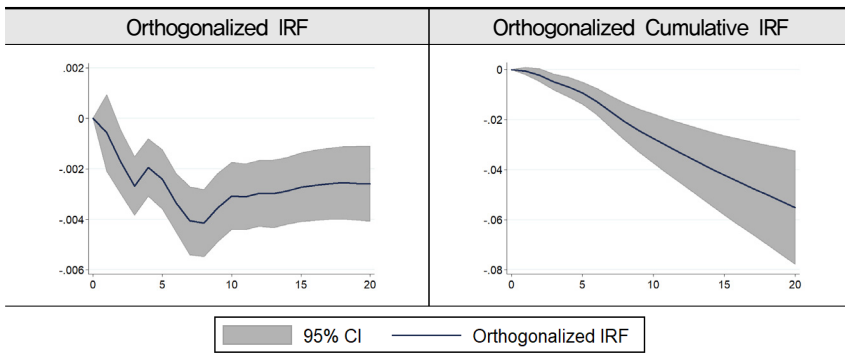 Orthogonalized IRF
Orthogonalized Cumulative IRF
.002
0
-.002
-.004
-.006
0 5 10 15 20
0
-.02
-.04
-.06
-.08
0 5 10 15 20
95% CI
Orthogonalized IRF